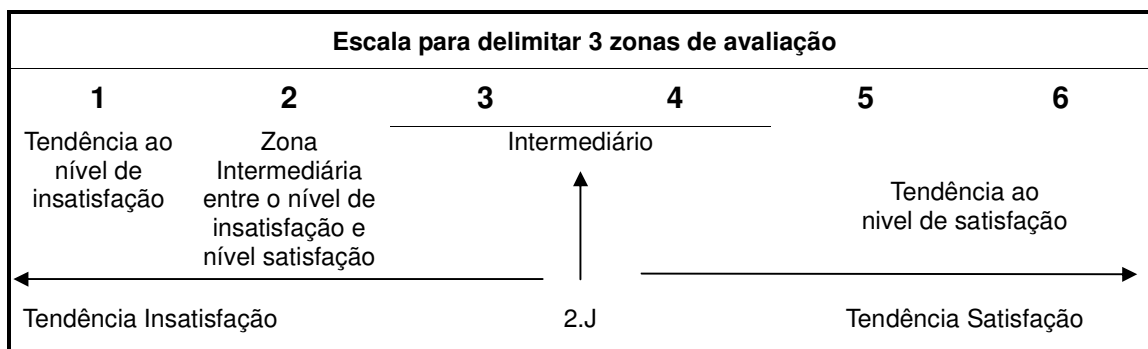 Escala para delimitar 3 zonas de avaliação
1 2 3 4 5 6
Tendência ao
nível de
insatisfação
Zona
Intermediária
entre o nível de
insatisfação e
nível satisfação
Intermediário
Tendência ao
nivel de satisfação
Tendência Insatisfação 2.J Tendência Satisfação